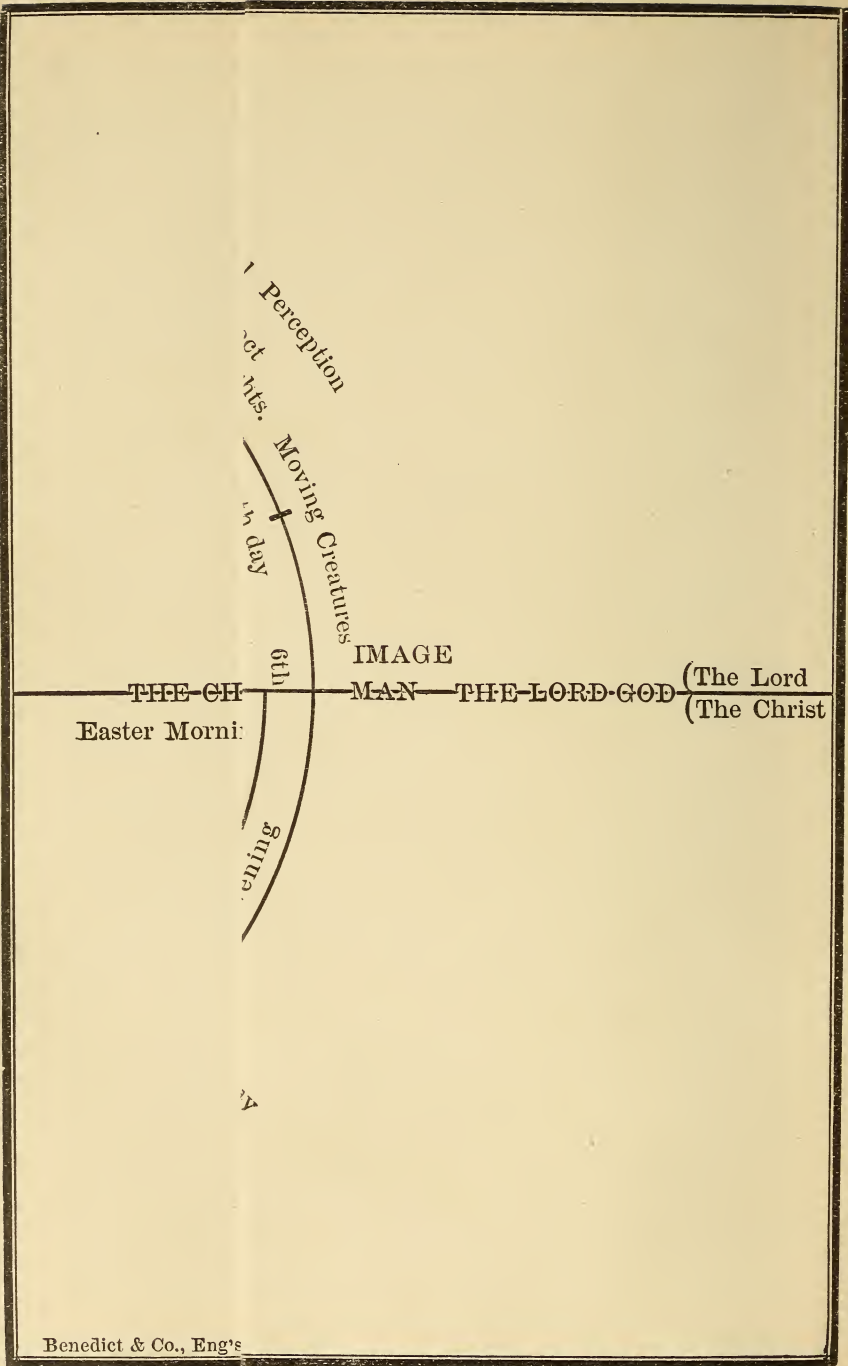 Perception
Moving Creatures
day
6th
IMAGE
THE CH MAN THE LORD GOD (The Lord
(The Christ
Easter Morni
ening
Benedict & Co., Eng's